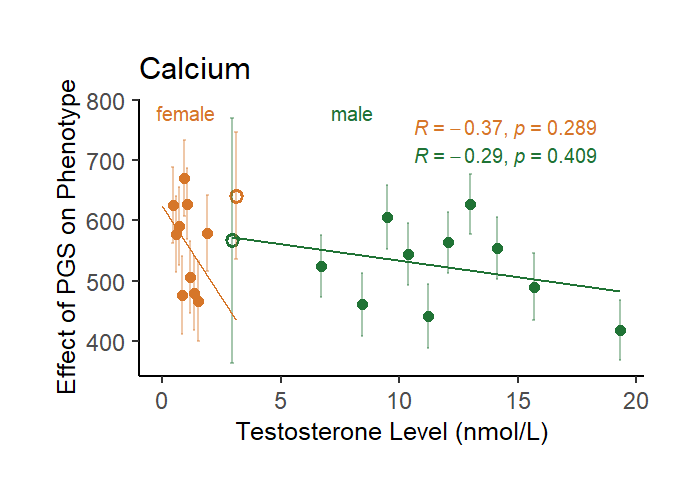 Calcium
female male
R = −0.37, p = 0.289
R = −0.29, p = 0.409
Effect of PGS on Phenotype
800
700
600
500
400
0 5 10 15 20
Testosterone Level (nmol/L)